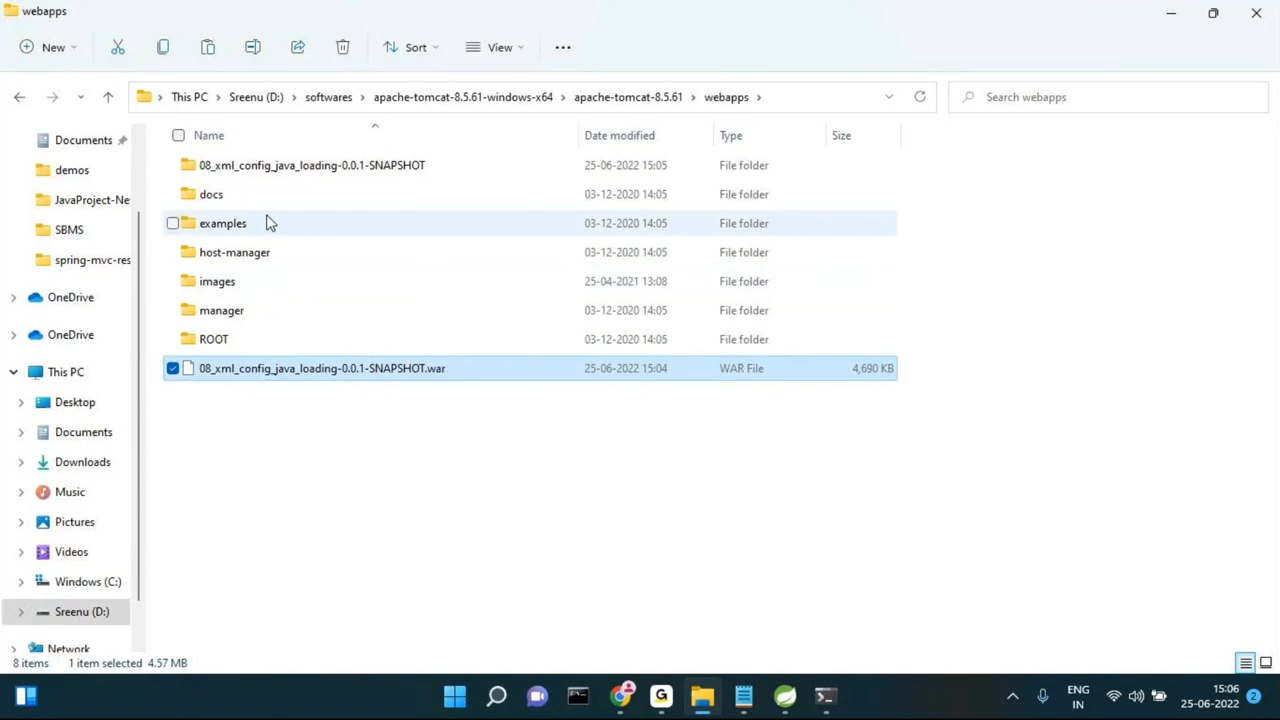 webapps
New
Sort
View
This PC > Sreenu (D:) > softwares > apache-tomcat-8.5.61-windows-x64 > apache-tomcat-8.5.61 > webapps >
Search webapps
Documents
demos
JavaProject-Ne
SBMS
spring-mvc-res
OneDrive
OneDrive
This PC
Desktop
Documents
Downloads
Music
Pictures
Videos
Windows (C:)
Sreenu (D:)
Network
Name Date modified Type Size
08_xml_config_java_loading-0.0.1-SNAPSHOT 25-06-2022 15:05 File folder
docs 03-12-2020 14:05 File folder
examples 03-12-2020 14:05 File folder
host-manager 03-12-2020 14:05 File folder
images 25-04-2021 13:08 File folder
manager 03-12-2020 14:05 File folder
ROOT 03-12-2020 14:05 File folder
08_xml_config_java_loading-0.0.1-SNAPSHOT.war 25-06-2022 15:04 WAR File 4,690 KB
8 items 1 item selected 4.57 MB
G
ENG
IN
15:06
25-06-2022
2